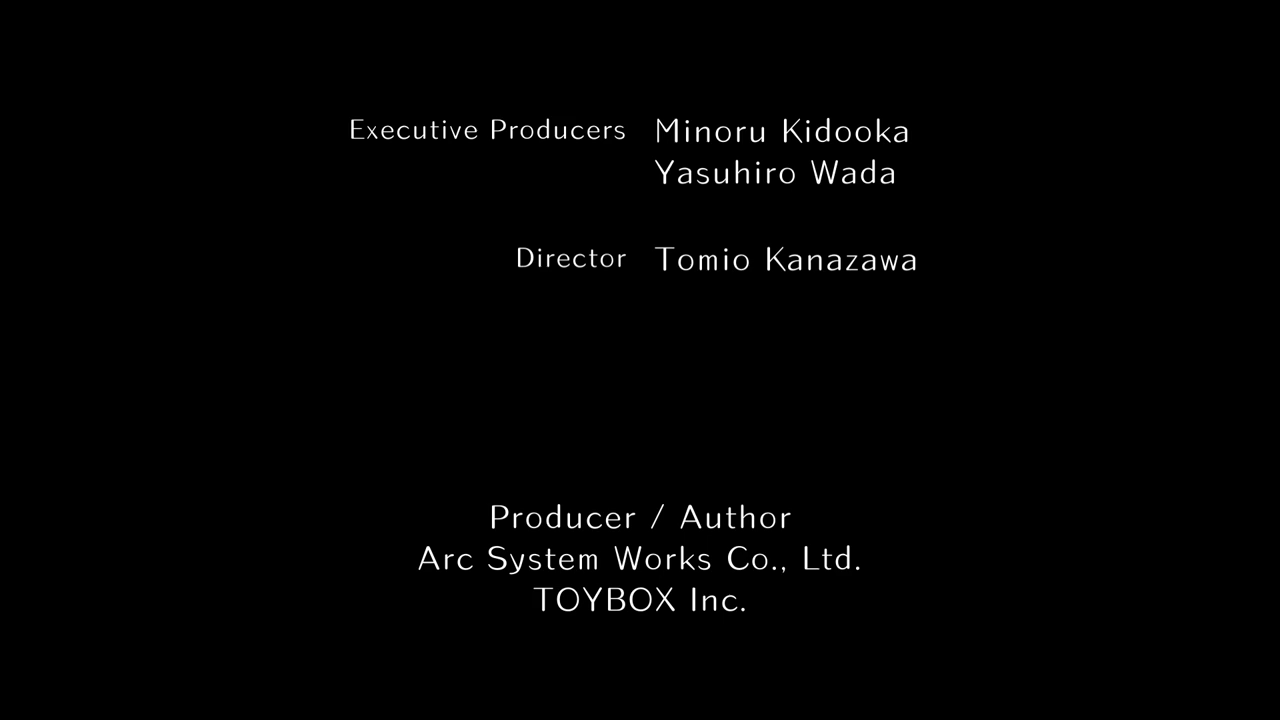 Executive Producers Minoru Kidooka
Yasuhiro Wada
Director Tomio Kanazawa
Producer / Author
Arc System Works Co., Ltd.
TOYBOX Inc.